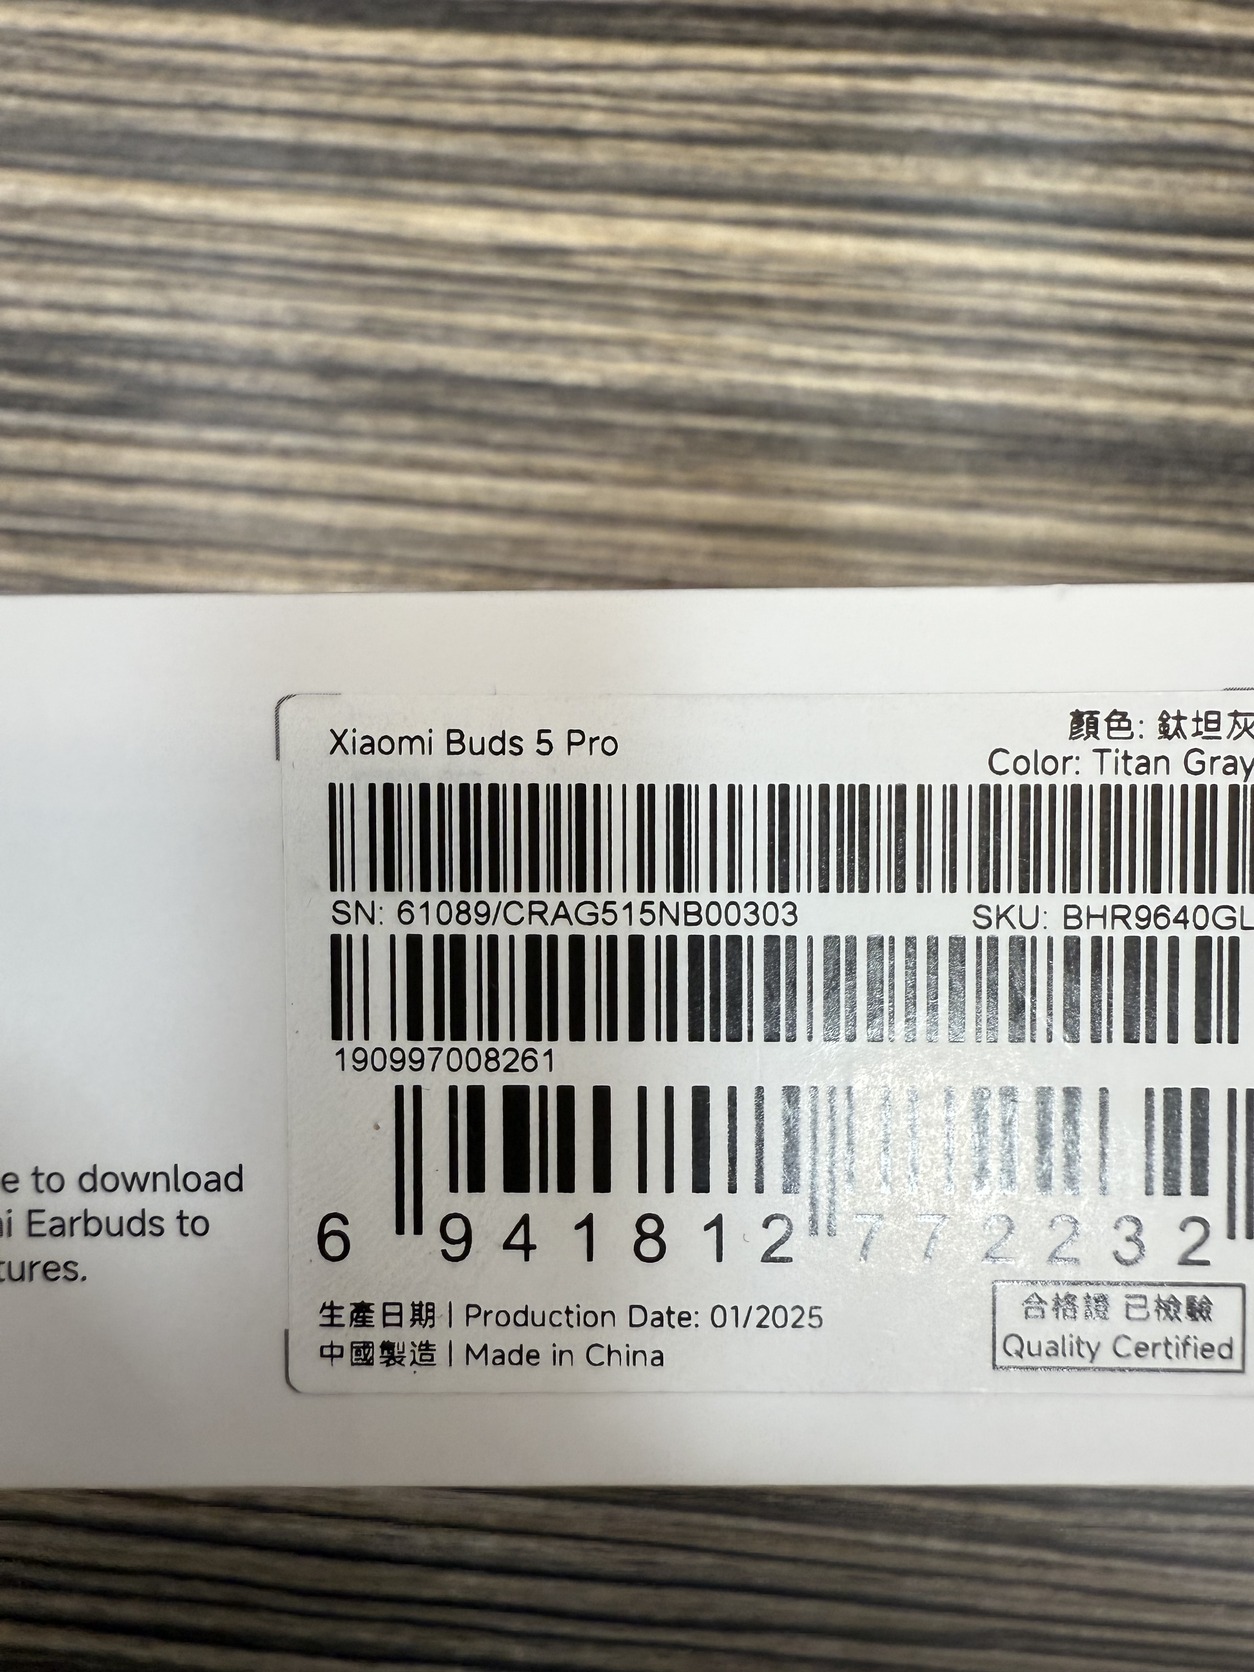 Xiaomi Buds 5 Pro
顏色: 鈦坦灰
Color: Titan Gray
SN: 61089/CRAG515NB00303
SKU: BHR9640GL
190997008261
6 941812 772232
e to download
ni Earbuds to
tures.
生產日期 | Production Date: 01/2025
中國製造 | Made in China
合格證 已檢驗
Quality Certified